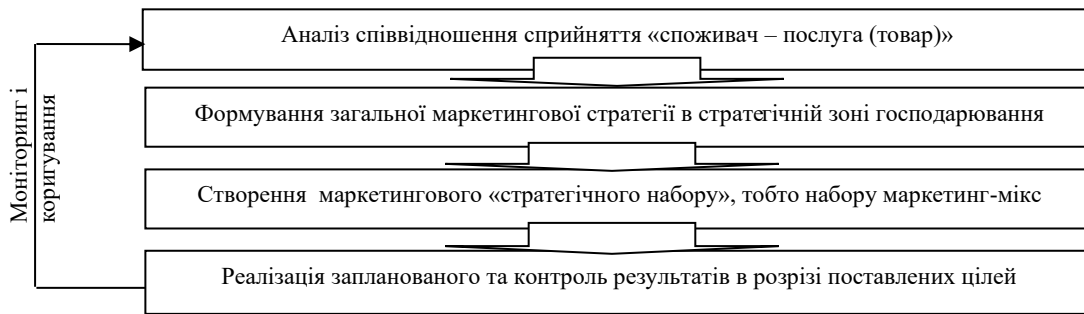 Аналіз співвідношення сприйняття «споживач – послуга (товар)»
Формування загальної маркетингової стратегії в стратегічній зоні господарювання
Створення маркетингового «стратегічного набору», тобто набору маркетинг-мікс
Реалізація запланованого та контроль результатів в розрізі поставлених цілей
Моніторинг і
коригування